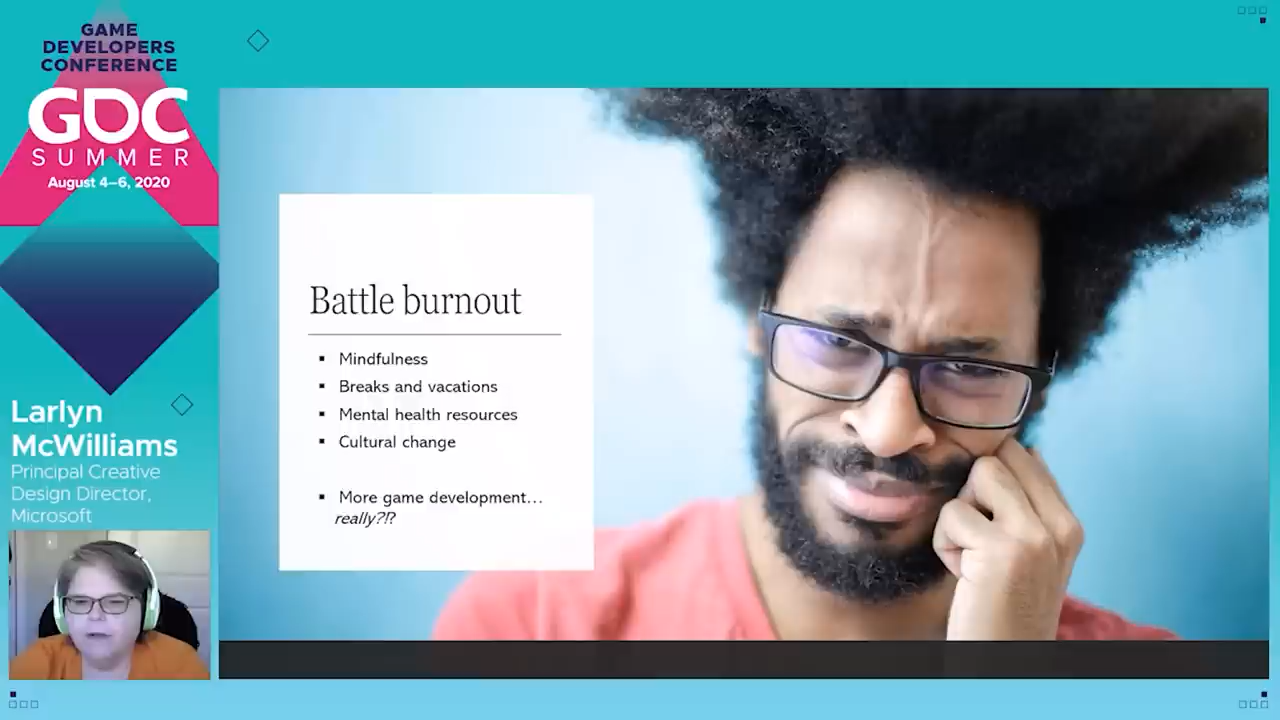 GAME
DEVELOPERS
CONFERENCE
GDC
SUMMER
August 4–6, 2020
Larlyn
McWilliams
Principal Creative
Design Director,
Microsoft
Battle burnout
▪ Mindfulness
▪ Breaks and vacations
▪ Mental health resources
▪ Cultural change
▪ More game development…
really?!?